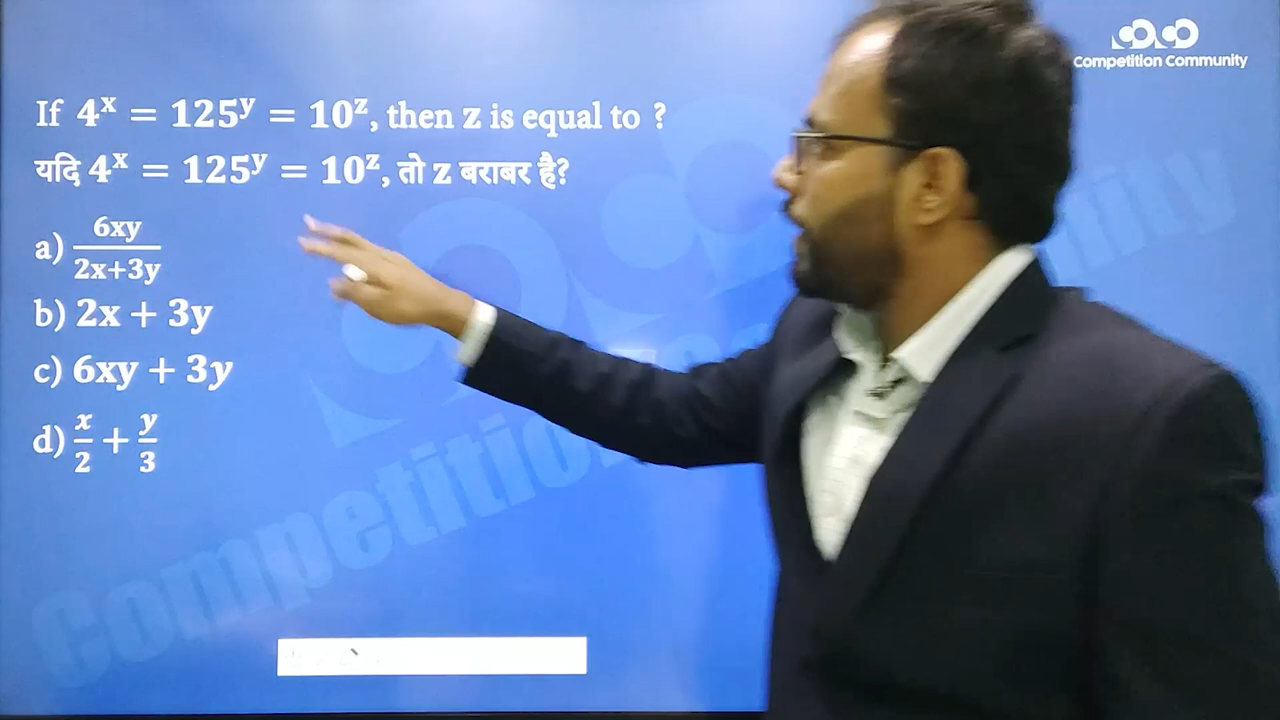 Competition Community
If 4ˣ = 125ʸ = 10ᶻ, then z is equal to ?
यदि 4ˣ = 125ʸ = 10ᶻ, तो z बराबर है?
a) 6xy/2x+3y
b) 2x + 3y
c) 6xy + 3y
d) x/2 + y/3